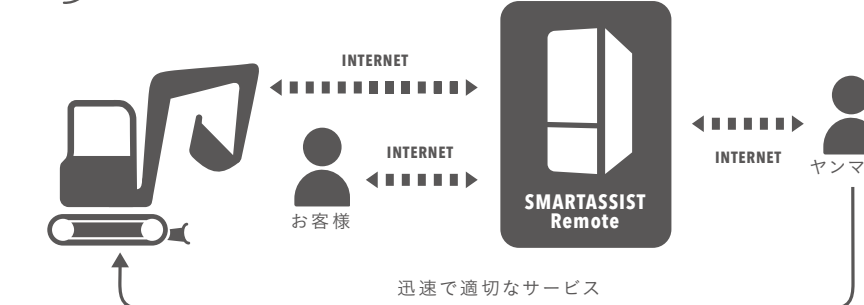 INTERNET
SMARTASSIST
Remote
INTERNET
INTERNET
お客様
ヤンマ
迅速で適切なサービス